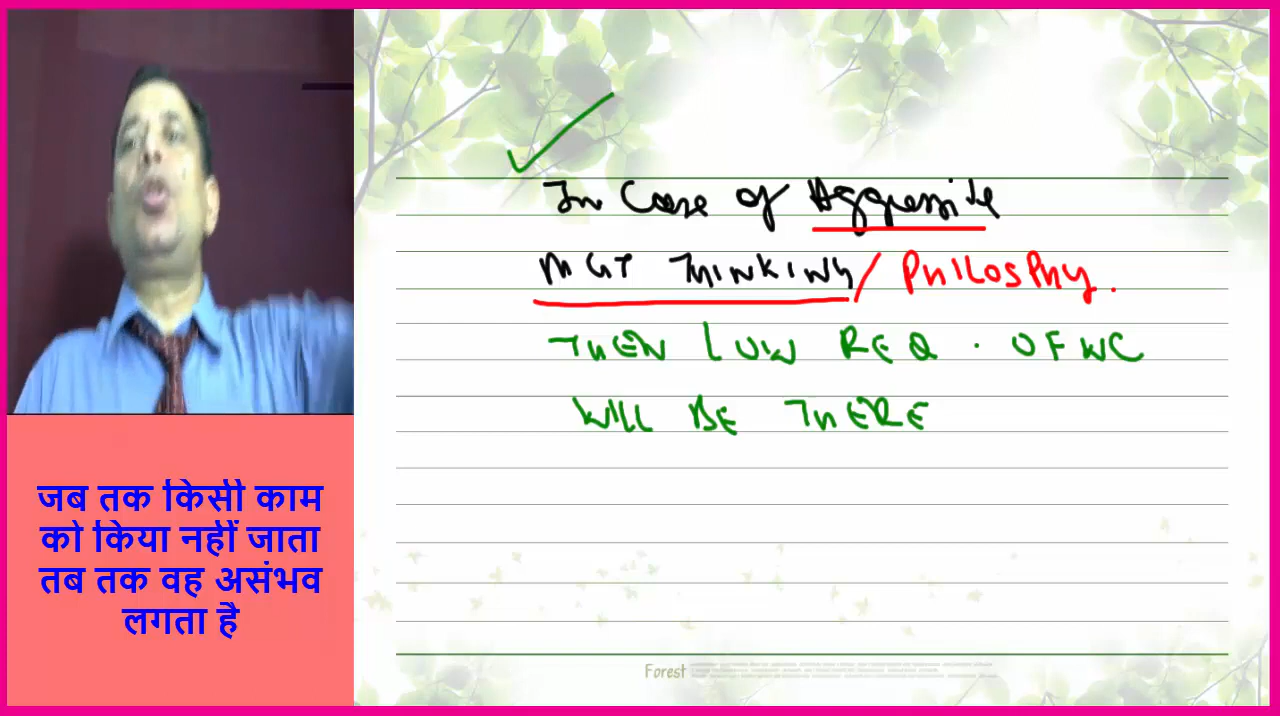 In Case of Aggressive
MGT THINKING / PHILOSPHY.
THEN LOW REQ. OF WC
WILL BE THERE
जब तक किसी काम
को किया नहीं जाता
तब तक वह असंभव
लगता है
Forest